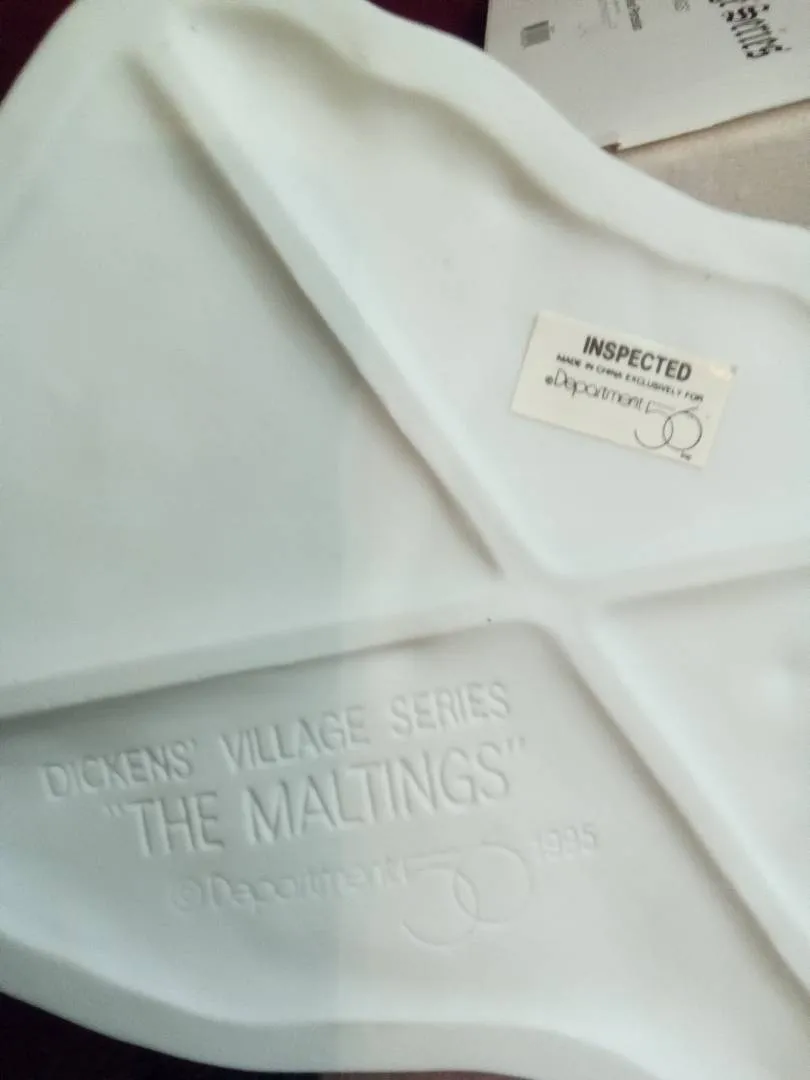 INSPECTED
MADE IN CHINA EXCLUSIVELY FOR
©Department 56
DICKENS' VILLAGE SERIES
"THE MALTINGS"
©Department 56 1995